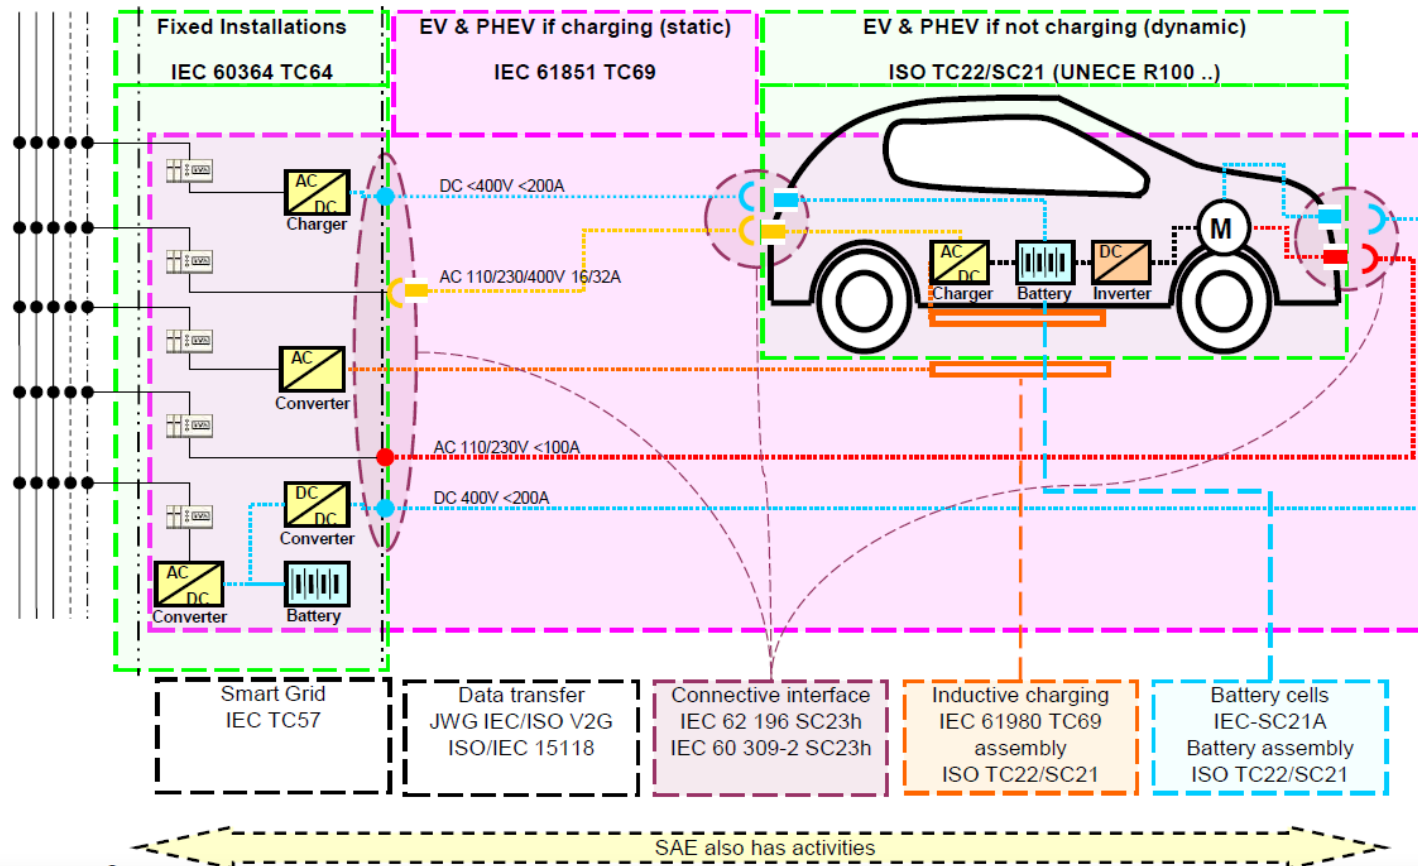 Fixed Installations
IEC 60364 TC64
EV & PHEV if charging (static)
IEC 61851 TC69
EV & PHEV if not charging (dynamic)
ISO TC22/SC21 (UNECE R100 ..)
kWh
AC
DC
Charger
DC <400V <200A
kWh
AC 110/230/400V 16/32A
M
AC
DC
Charger
Battery
DC
Inverter
kWh
AC
Converter
kWh
AC 110/230V <100A
DC 400V <200A
DC
DC
Converter
kWh
AC
DC
Converter
Battery
Smart Grid
IEC TC57
Data transfer
JWG IEC/ISO V2G
ISO/IEC 15118
Connective interface
IEC 62 196 SC23h
IEC 60 309-2 SC23h
Inductive charging
IEC 61980 TC69
assembly
ISO TC22/SC21
Battery cells
IEC-SC21A
Battery assembly
ISO TC22/SC21
SAE also has activities